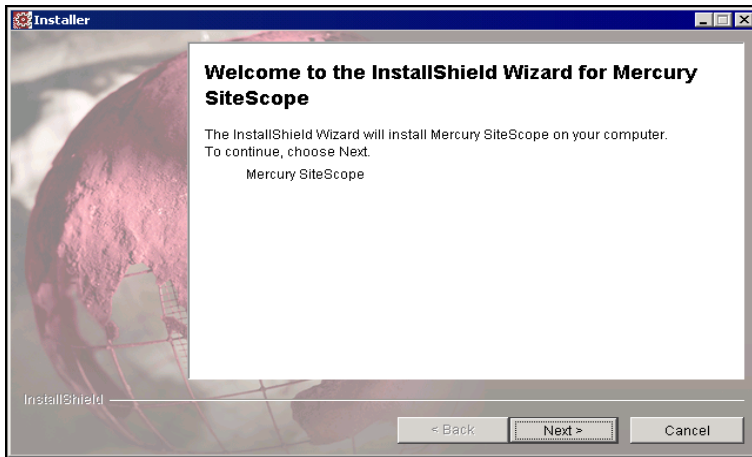 Installer
Welcome to the InstallShield Wizard for Mercury
SiteScope
The InstallShield Wizard will install Mercury SiteScope on your computer.
To continue, choose Next.
Mercury SiteScope
InstallShield
< Back
Next >
Cancel